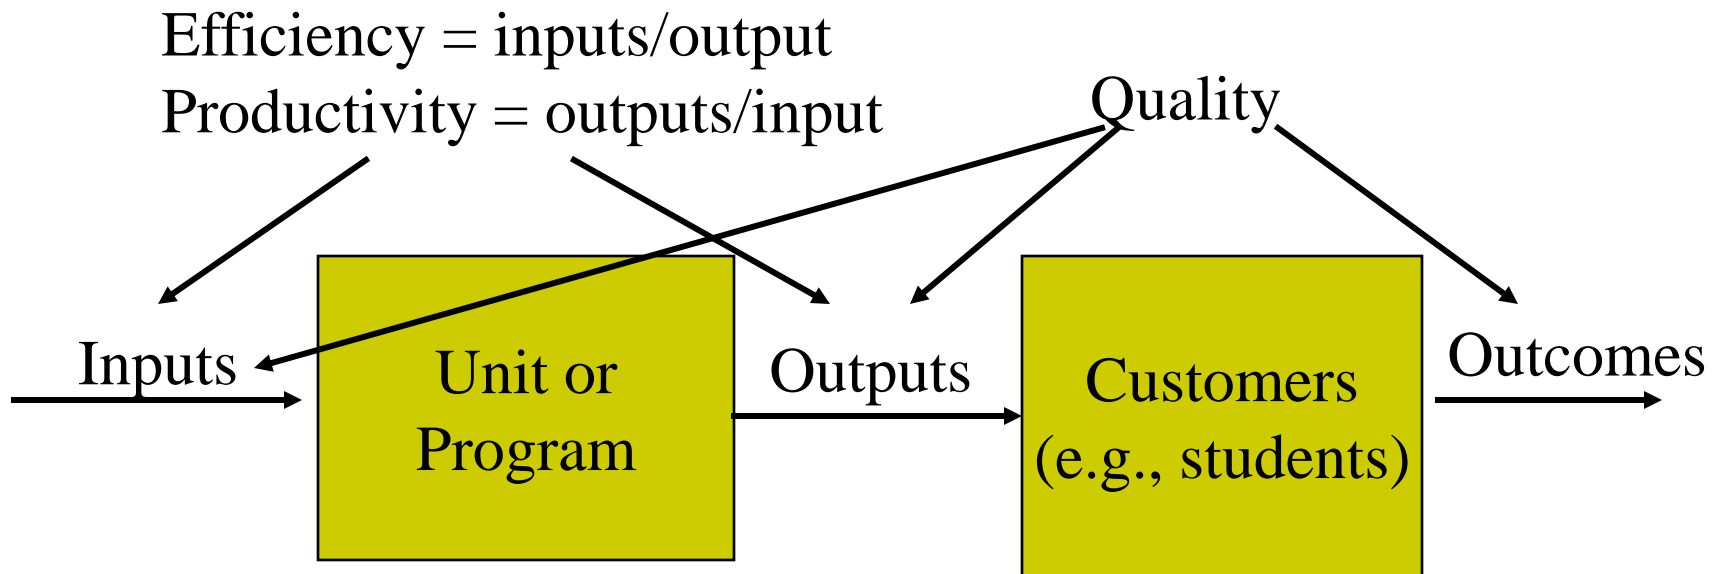 Efficiency = inputs/output
Productivity = outputs/input
Quality
Inputs
Unit or
Program
Outputs
Customers
(e.g., students)
Outcomes